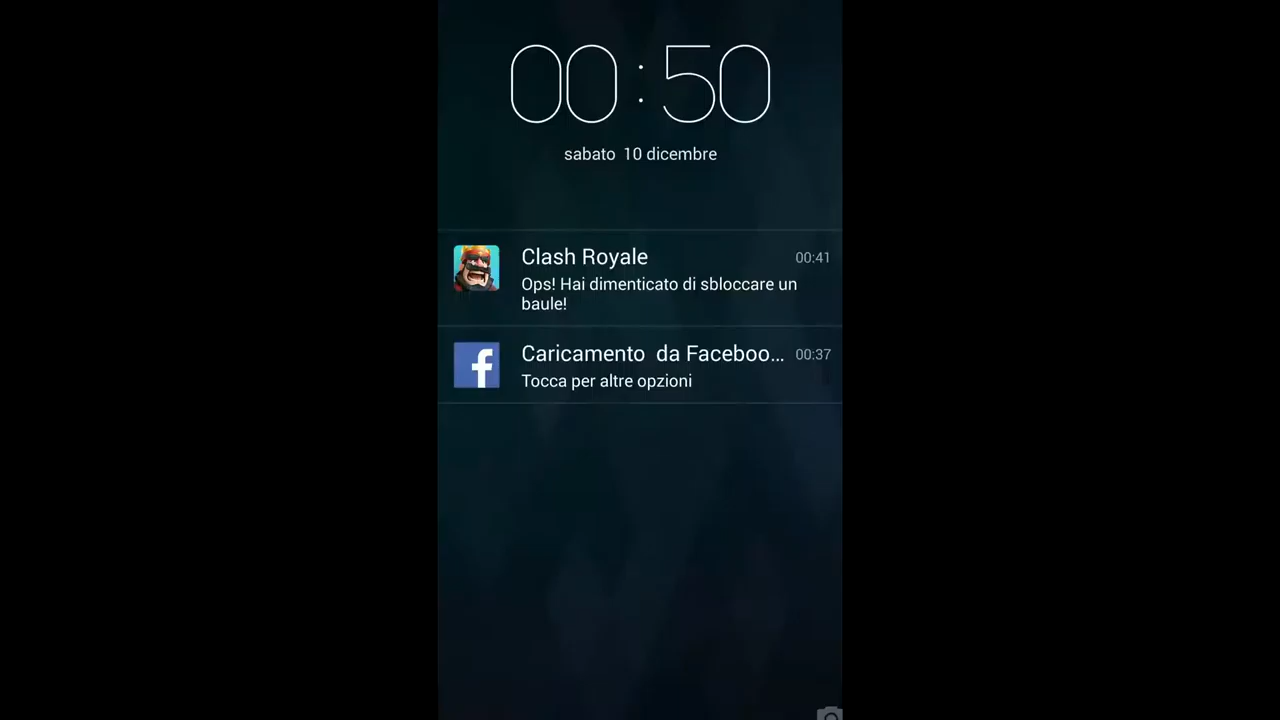 00:50
sabato 10 dicembre
Clash Royale 00:41
Ops! Hai dimenticato di sbloccare un
baule!
Caricamento da Faceboo... 00:37
Tocca per altre opzioni